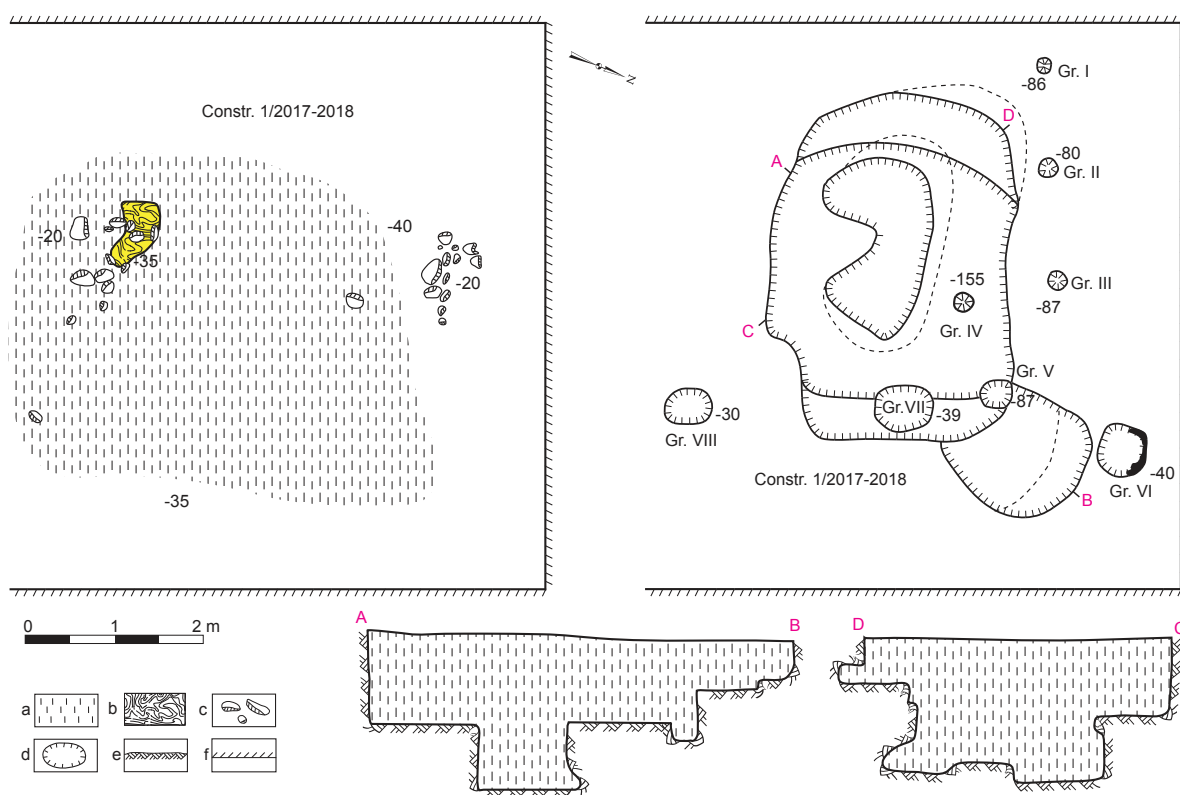 Constr. 1/2017-2018
-20
-35
-40
-20
-35
N
Gr. I
-86
D
-80
Gr. II
A
-155
Gr. III
-87
Gr. IV
C
Gr. V
-87
Gr.VII
-39
-30
Gr. VIII
-40
Gr. VI
B
Constr. 1/2017-2018
0 1 2 m
A
B
D
C
a
b
c
d
e
f